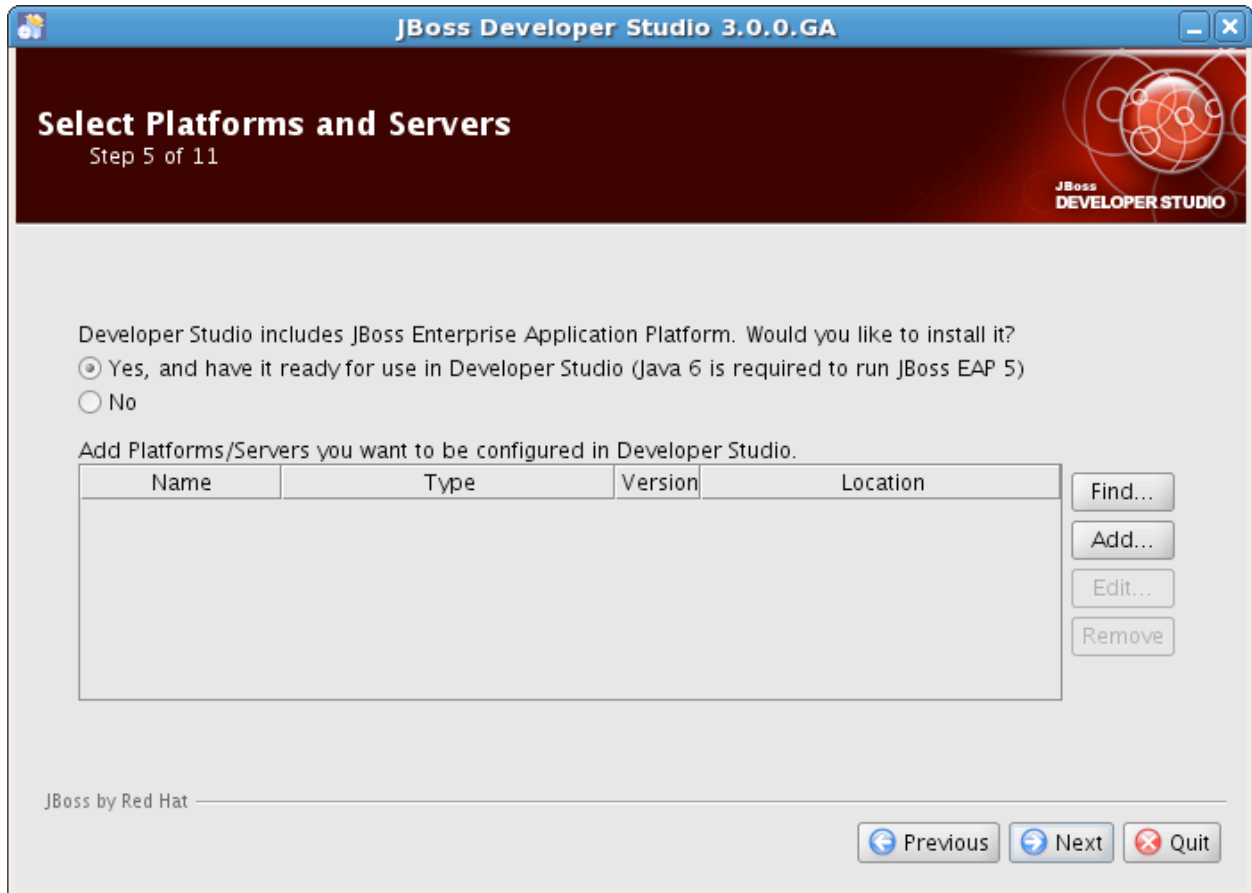 JBoss Developer Studio 3.0.0.GA
Select Platforms and Servers
Step 5 of 11
JBoss
DEVELOPER STUDIO
Developer Studio includes JBoss Enterprise Application Platform. Would you like to install it?
Yes, and have it ready for use in Developer Studio (Java 6 is required to run JBoss EAP 5)
No
Add Platforms/Servers you want to be configured in Developer Studio.
Name Type Version Location
Find...
Add...
Edit...
Remove
JBoss by Red Hat
Previous Next Quit